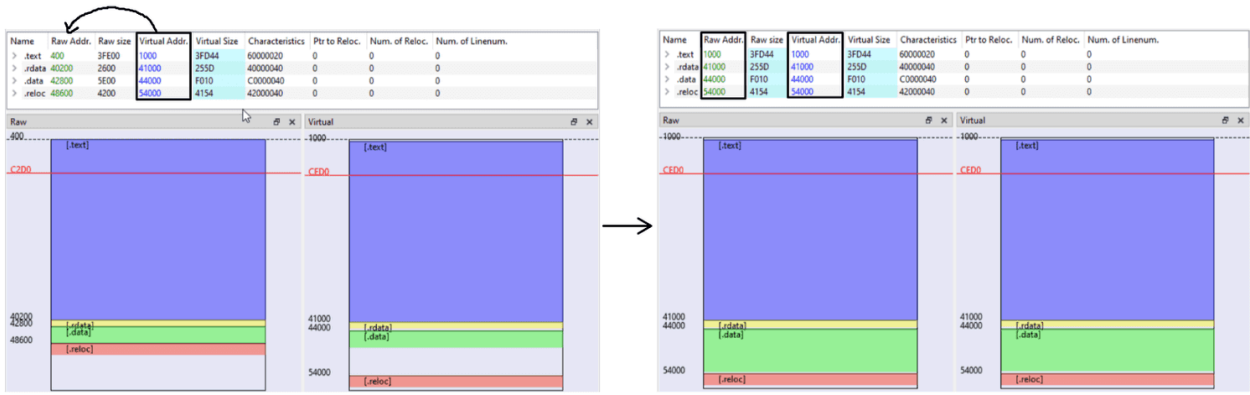 Name Raw Addr. Raw size Virtual Addr. Virtual Size Characteristics Ptr to Reloc. Num. of Reloc. Num. of Linenum.
> .text 400 3FE00 1000 3FD44 60000020 0 0 0
> .rdata 40200 2600 41000 255D 40000040 0 0 0
> .data 42800 5E00 44000 F010 C0000040 0 0 0
> .reloc 48600 4200 54000 4154 42000040 0 0 0
Raw Virtual
400 1000
[.text] [.text]
C2D0 CED0
40200 41000
42800 44000
[.rdata] [.rdata]
[.data] [.data]
48600
[.reloc]
54000
[.reloc]
Name Raw Addr. Raw size Virtual Addr. Virtual Size Characteristics Ptr to Reloc. Num. of Reloc. Num. of Linenum.
> .text 1000 3FD44 1000 3FD44 60000020 0 0 0
> .rdata 41000 255D 41000 255D 40000040 0 0 0
> .data 44000 F010 44000 F010 C0000040 0 0 0
> .reloc 54000 4154 54000 4154 42000040 0 0 0
Raw Virtual
1000 1000
[.text] [.text]
CED0 CED0
41000 41000
44000 44000
[.rdata] [.rdata]
[.data] [.data]
54000 54000
[.reloc] [.reloc]